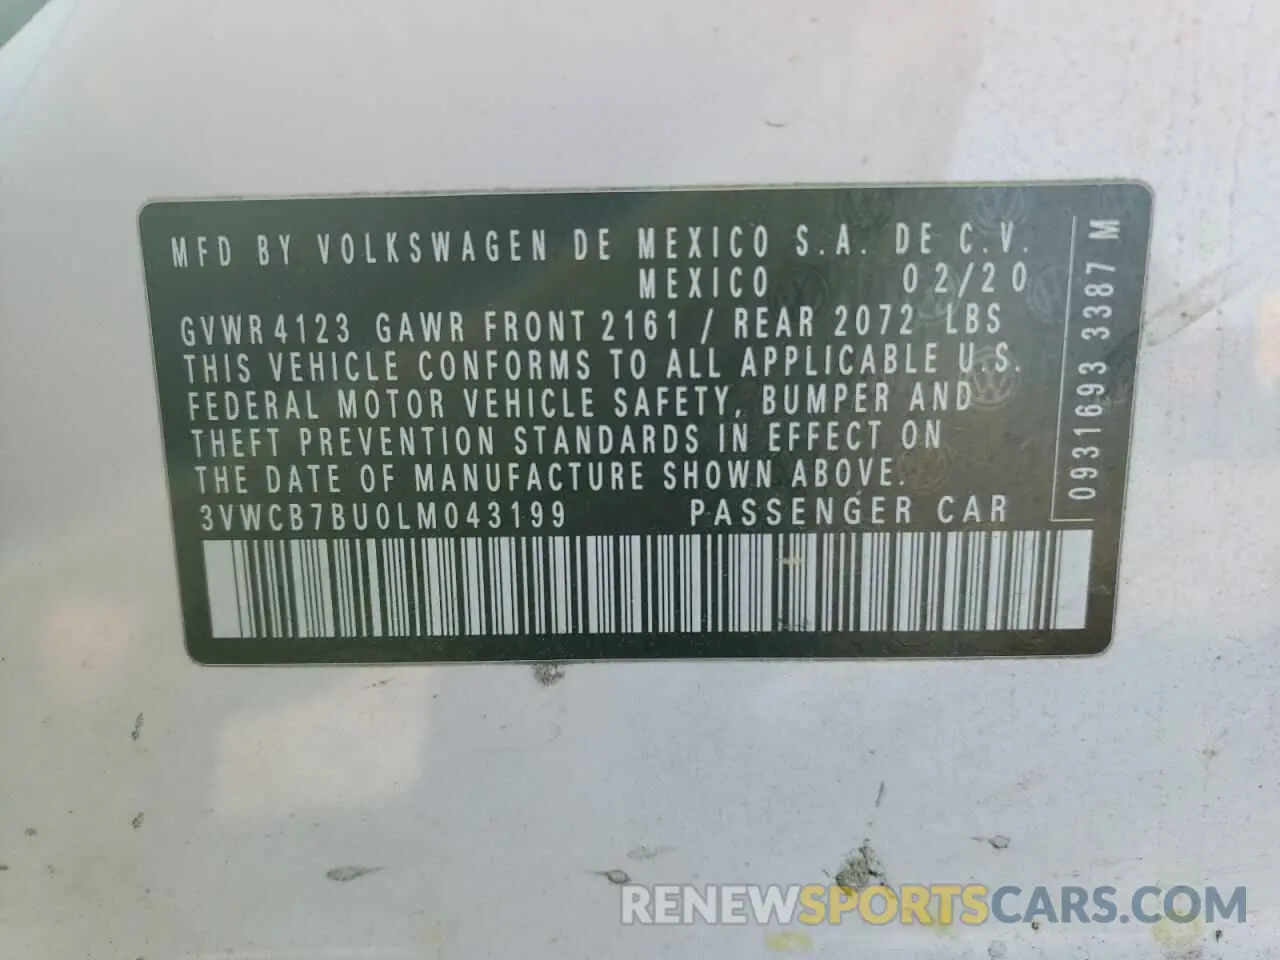 MFD BY VOLKSWAGEN DE MEXICO S.A. DE C.V.
MEXICO 02/20
GVWR 4123 GAWR FRONT 2161 / REAR 2072 LBS
THIS VEHICLE CONFORMS TO ALL APPLICABLE U.S.
FEDERAL MOTOR VEHICLE SAFETY, BUMPER AND
THEFT PREVENTION STANDARDS IN EFFECT ON
THE DATE OF MANUFACTURE SHOWN ABOVE.
3VWCB7BU0LM043199 PASSENGER CAR
0931693 3387 M
RENEWSPORTSCARS.COM